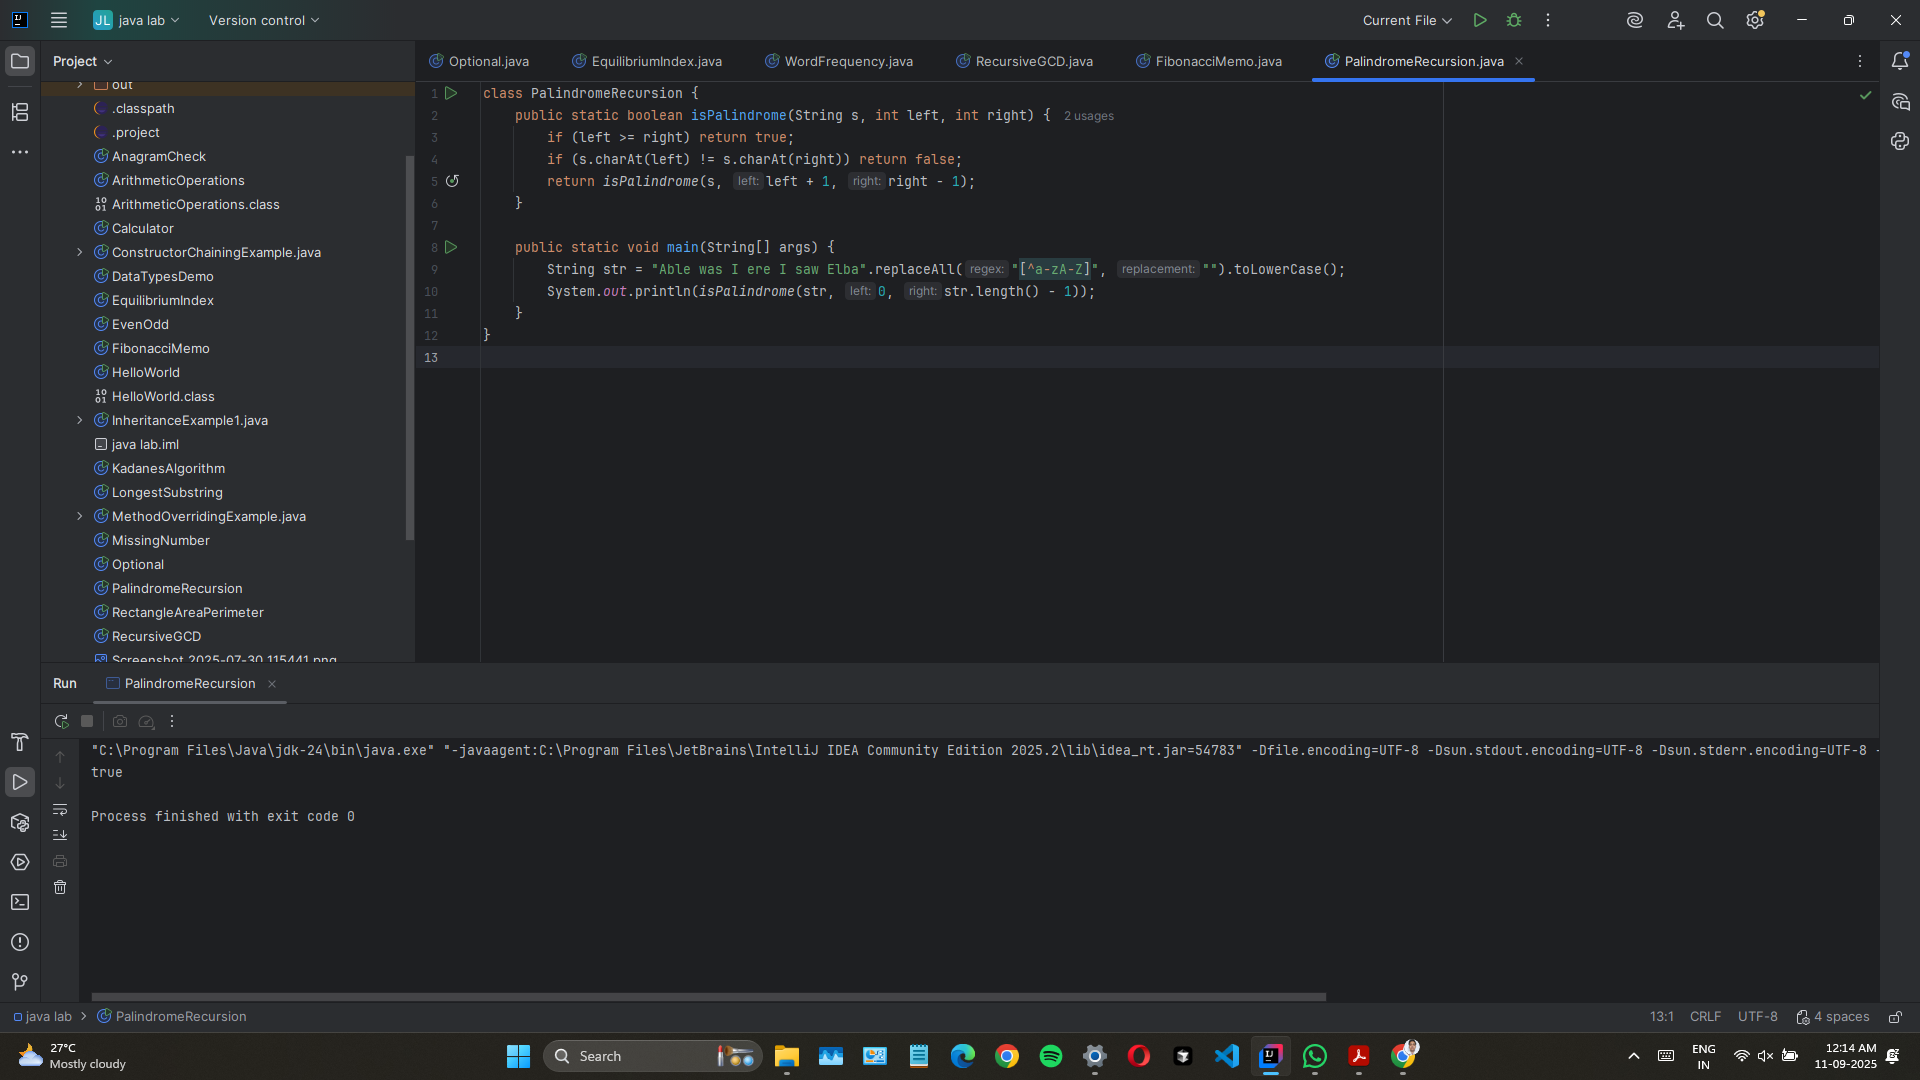 JL java lab Version control Current File
Project
Optional.java EquilibriumIndex.java WordFrequency.java RecursiveGCD.java FibonacciMemo.java PalindromeRecursion.java
out
.classpath
.project
AnagramCheck
ArithmeticOperations
ArithmeticOperations.class
Calculator
ConstructorChainingExample.java
DataTypesDemo
EquilibriumIndex
EvenOdd
FibonacciMemo
HelloWorld
HelloWorld.class
InheritanceExample1.java
java lab.iml
KadanesAlgorithm
LongestSubstring
MethodOverridingExample.java
MissingNumber
Optional
PalindromeRecursion
RectangleAreaPerimeter
RecursiveGCD
Screenshot 2025-07-30 115441.png
1 class PalindromeRecursion {
2 public static boolean isPalindrome(String s, int left, int right) { 2 usages
3 if (left >= right) return true;
4 if (s.charAt(left) != s.charAt(right)) return false;
5 return isPalindrome(s, left: left + 1, right: right - 1);
6 }
7
8 public static void main(String[] args) {
9 String str = "Able was I ere I saw Elba".replaceAll( regex: "[^a-zA-Z]", replacement: "").toLowerCase();
10 System.out.println(isPalindrome(str, left: 0, right: str.length() - 1));
11 }
12 }
13
Run PalindromeRecursion
"C:\Program Files\Java\jdk-24\bin\java.exe" "-javaagent:C:\Program Files\JetBrains\IntelliJ IDEA Community Edition 2025.2\lib\idea_rt.jar=54783" -Dfile.encoding=UTF-8 -Dsun.stdout.encoding=UTF-8 -Dsun.stderr.encoding=UTF-8 -
true
Process finished with exit code 0
java lab > PalindromeRecursion 13:1 CRLF UTF-8 4 spaces
27°C
Mostly cloudy
Search
ENG
IN
12:14 AM
11-09-2025